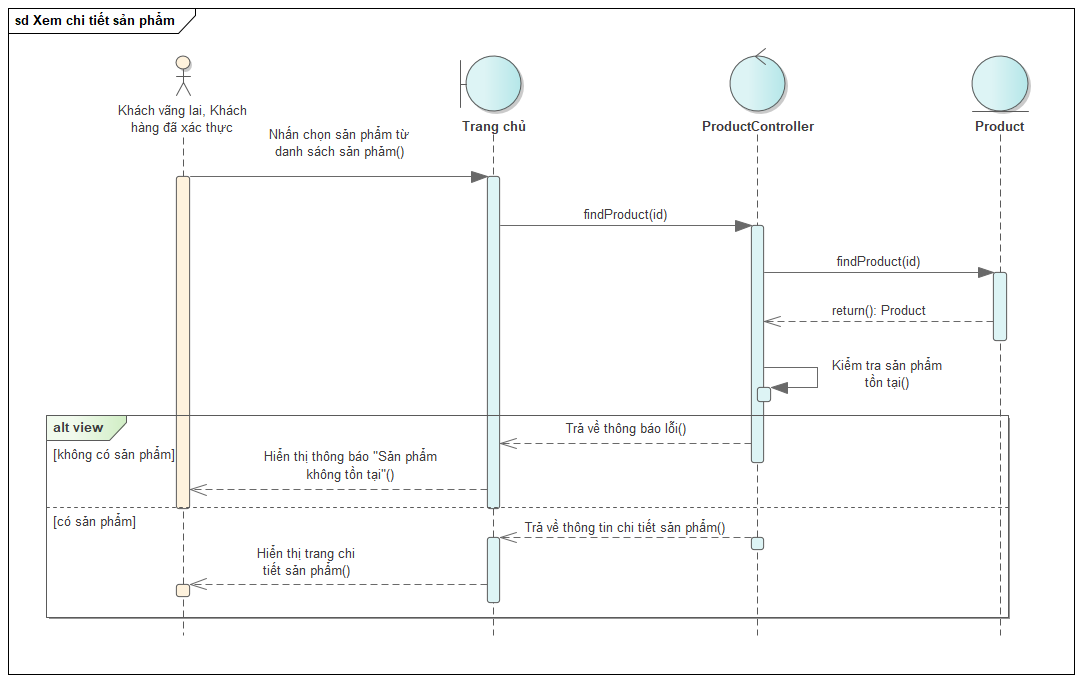 sd Xem chi tiết sản phẩm
Khách vãng lai, Khách
hàng đã xác thực
Trang chủ
ProductController
Product
Nhấn chọn sản phẩm từ
danh sách sản phẩm()
findProduct(id)
findProduct(id)
return(): Product
Kiểm tra sản phẩm
tồn tại()
alt view
[không có sản phẩm]
Trả về thông báo lỗi()
Hiển thị thông báo "Sản phẩm
không tồn tại"()
[có sản phẩm]
Trả về thông tin chi tiết sản phẩm()
Hiển thị trang chi
tiết sản phẩm()